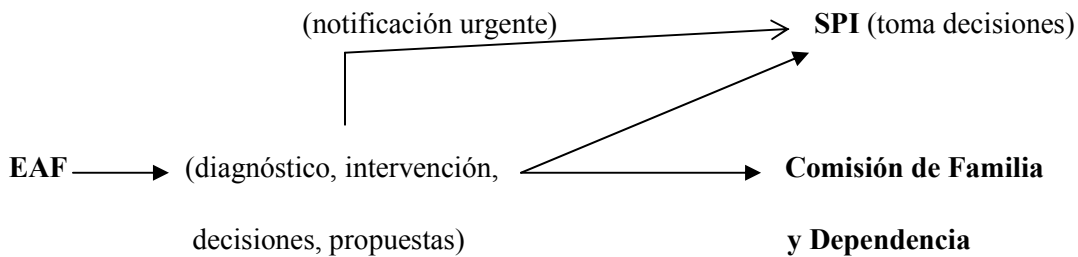 (notificación urgente) SPI (toma decisiones)
EAF (diagnóstico, intervención, Comisión de Familia
decisiones, propuestas) y Dependencia